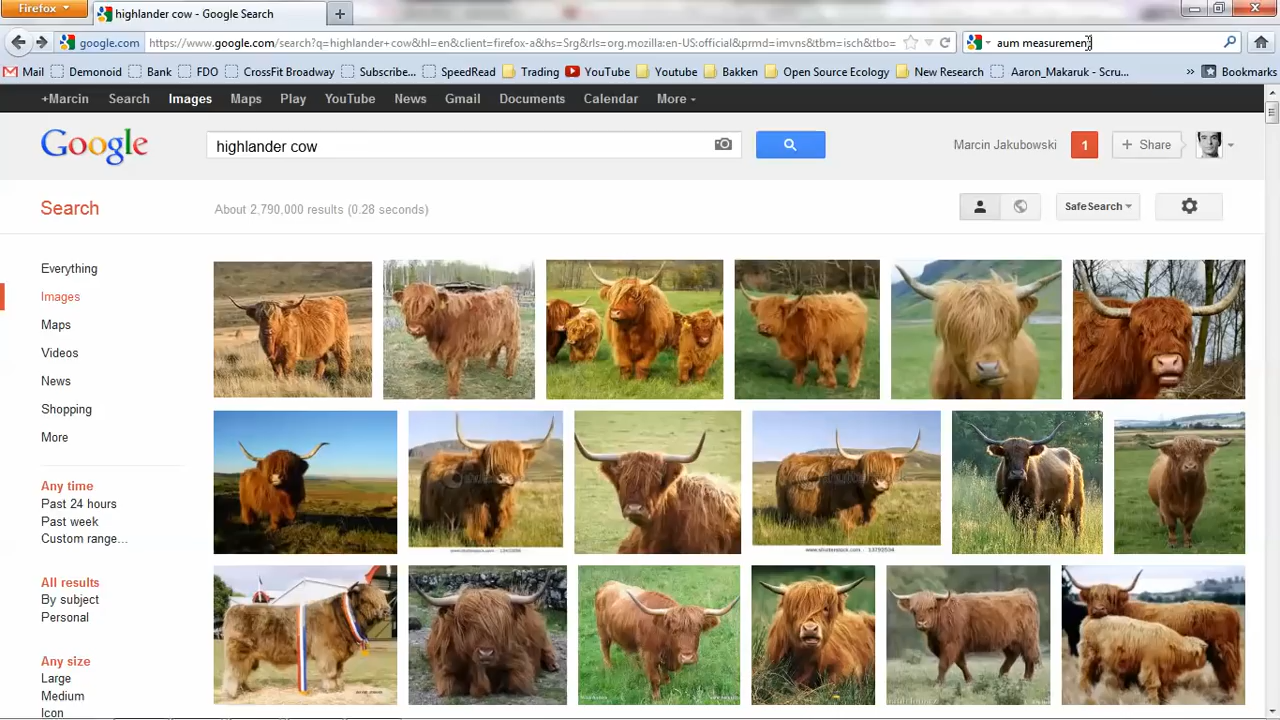 Firefox
highlander cow - Google Search
google.com
https://www.google.com/search?q=highlander+cow&hl=en&client=firefox-a&hs=Srg&rls=org.mozilla:en-US:official&prmd=imvns&tbm=isch&tbo=
aum measurement
Mail Demonoid Bank FDO CrossFit Broadway Subscribe... SpeedRead Trading YouTube Youtube Bakken Open Source Ecology New Research Aaron_Makaruk - Scru... » Bookmarks
+Marcin Search Images Maps Play YouTube News Gmail Documents Calendar More
Google
highlander cow
Marcin Jakubowski 1 + Share
Search
About 2,790,000 results (0.28 seconds)
SafeSearch
Everything
Images
Maps
Videos
News
Shopping
More
Any time
Past 24 hours
Past week
Custom range...
All results
By subject
Personal
Any size
Large
Medium
Icon